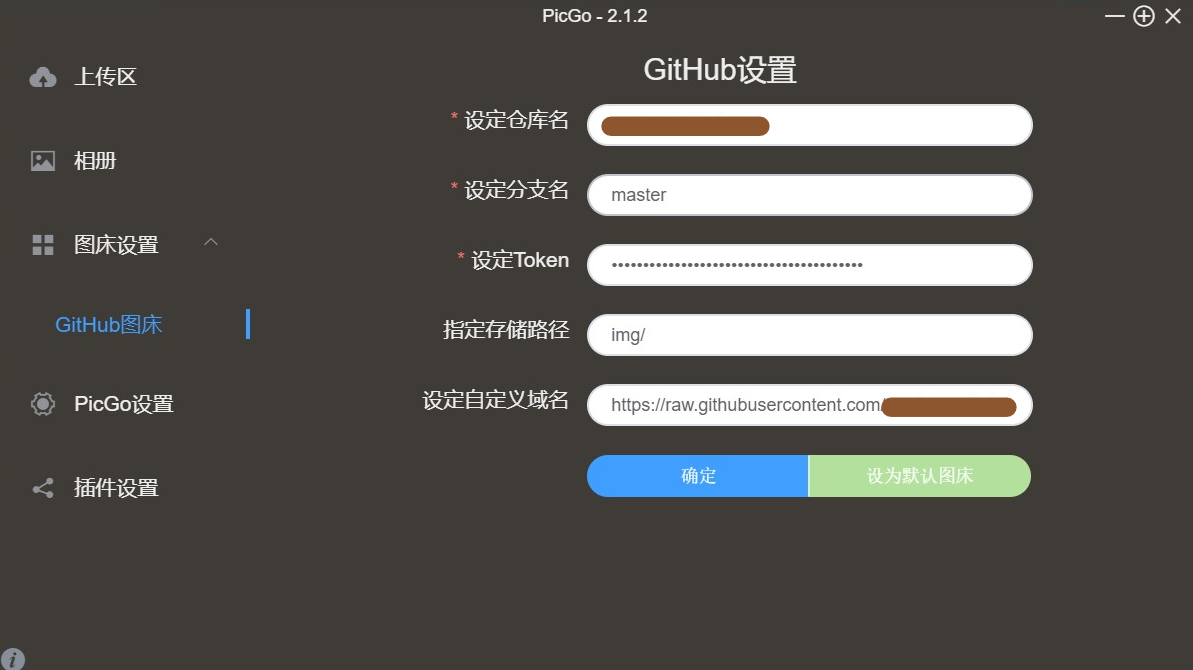 PicGo - 2.1.2
上传区
相册
图床设置
GitHub图床
PicGo设置
插件设置
GitHub设置
* 设定仓库名
* 设定分支名
master
* 设定Token
••••••••••••••••••••••••••••••••••••••••
指定存储路径
img/
设定自定义域名
https://raw.githubusercontent.com/
确定
设为默认图床